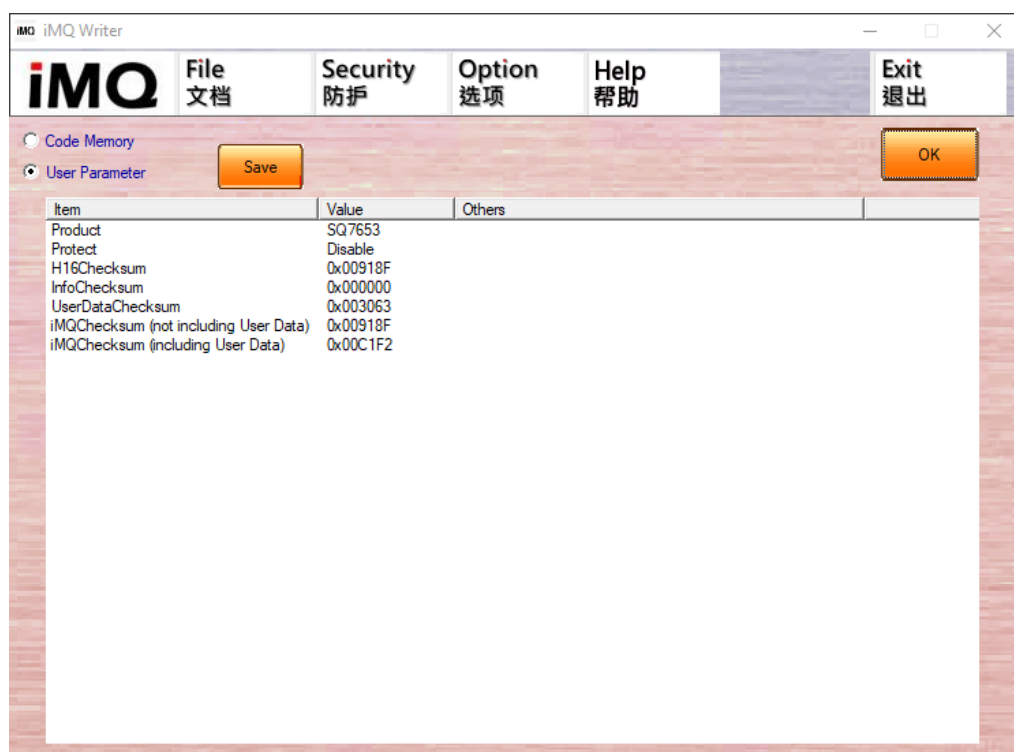 iMQ iMQ Writer
iMQ File Security Option Help Exit
文档 防护 选项 帮助 退出
Code Memory
User Parameter Save OK
Item Value Others
Product SQ7653
Protect Disable
H16Checksum 0x00918F
InfoChecksum 0x000000
UserDataChecksum 0x003063
iMQChecksum (not including User Data) 0x00918F
iMQChecksum (including User Data) 0x00C1F2